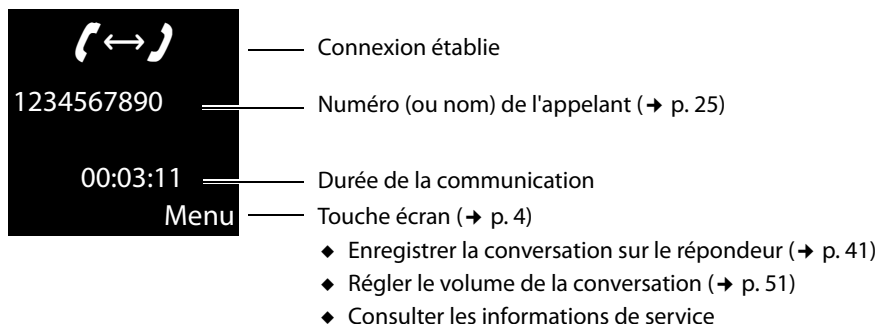 Connexion établie
1234567890 Numéro (ou nom) de l'appelant (➔ p. 25)
00:03:11 Durée de la communication
Menu Touche écran (➔ p. 4)
◆ Enregistrer la conversation sur le répondeur (➔ p. 41)
◆ Régler le volume de la conversation (➔ p. 51)
◆ Consulter les informations de service